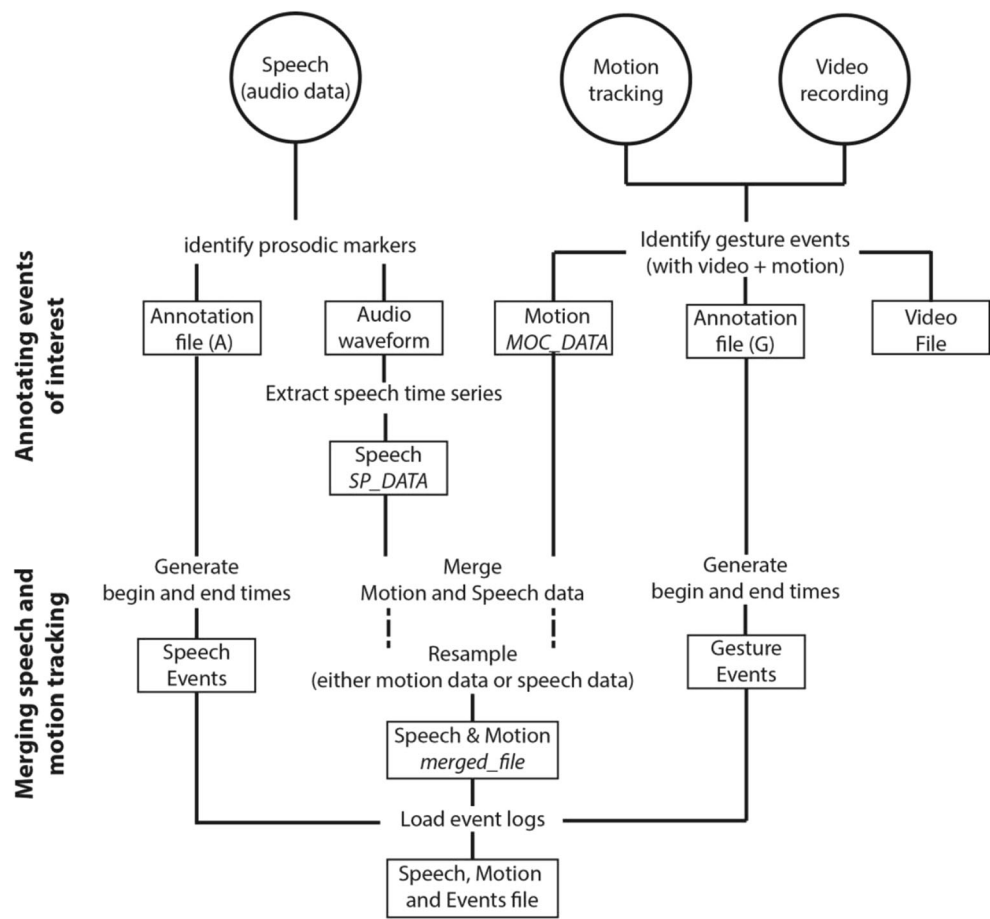 Speech
(audio data)
Motion
tracking
Video
recording
Annotating events
of interest
identify prosodic markers
Identify gesture events
(with video + motion)
Annotation
file (A)
Audio
waveform
Motion
MOC_DATA
Annotation
file (G)
Video
File
Extract speech time series
Speech
SP_DATA
Merging speech and
motion tracking
Generate
begin and end times
Merge
Motion and Speech data
Generate
begin and end times
Speech
Events
Resample
(either motion data or speech data)
Gesture
Events
Speech & Motion
merged_file
Load event logs
Speech, Motion
and Events file